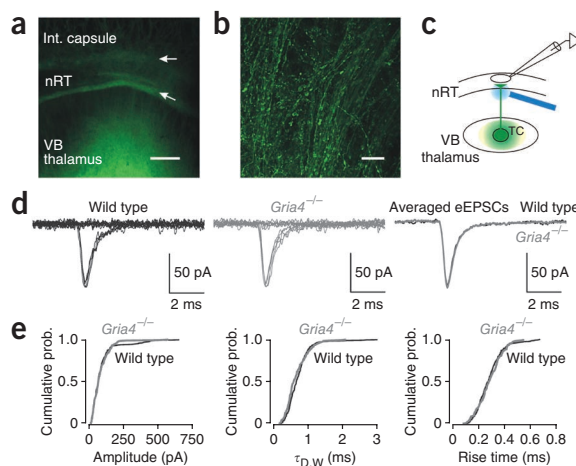 a
b
c
Int. capsule
nRT
VB
thalamus
nRT
TC
VB
thalamus
d
Wild type
Gria4⁻/⁻
Averaged eEPSCs
Wild type
Gria4⁻/⁻
50 pA
2 ms
50 pA
2 ms
50 pA
2 ms
e
Cumulative prob.
1.0
0.5
0
Gria4⁻/⁻
Wild type
0 250 500 750
Amplitude (pA)
Cumulative prob.
1.0
0.5
0
Gria4⁻/⁻
Wild type
0 1 2 3
τD,W (ms)
Cumulative prob.
1.0
0.5
0
Gria4⁻/⁻
Wild type
0 0.2 0.4 0.6 0.8
Rise time (ms)